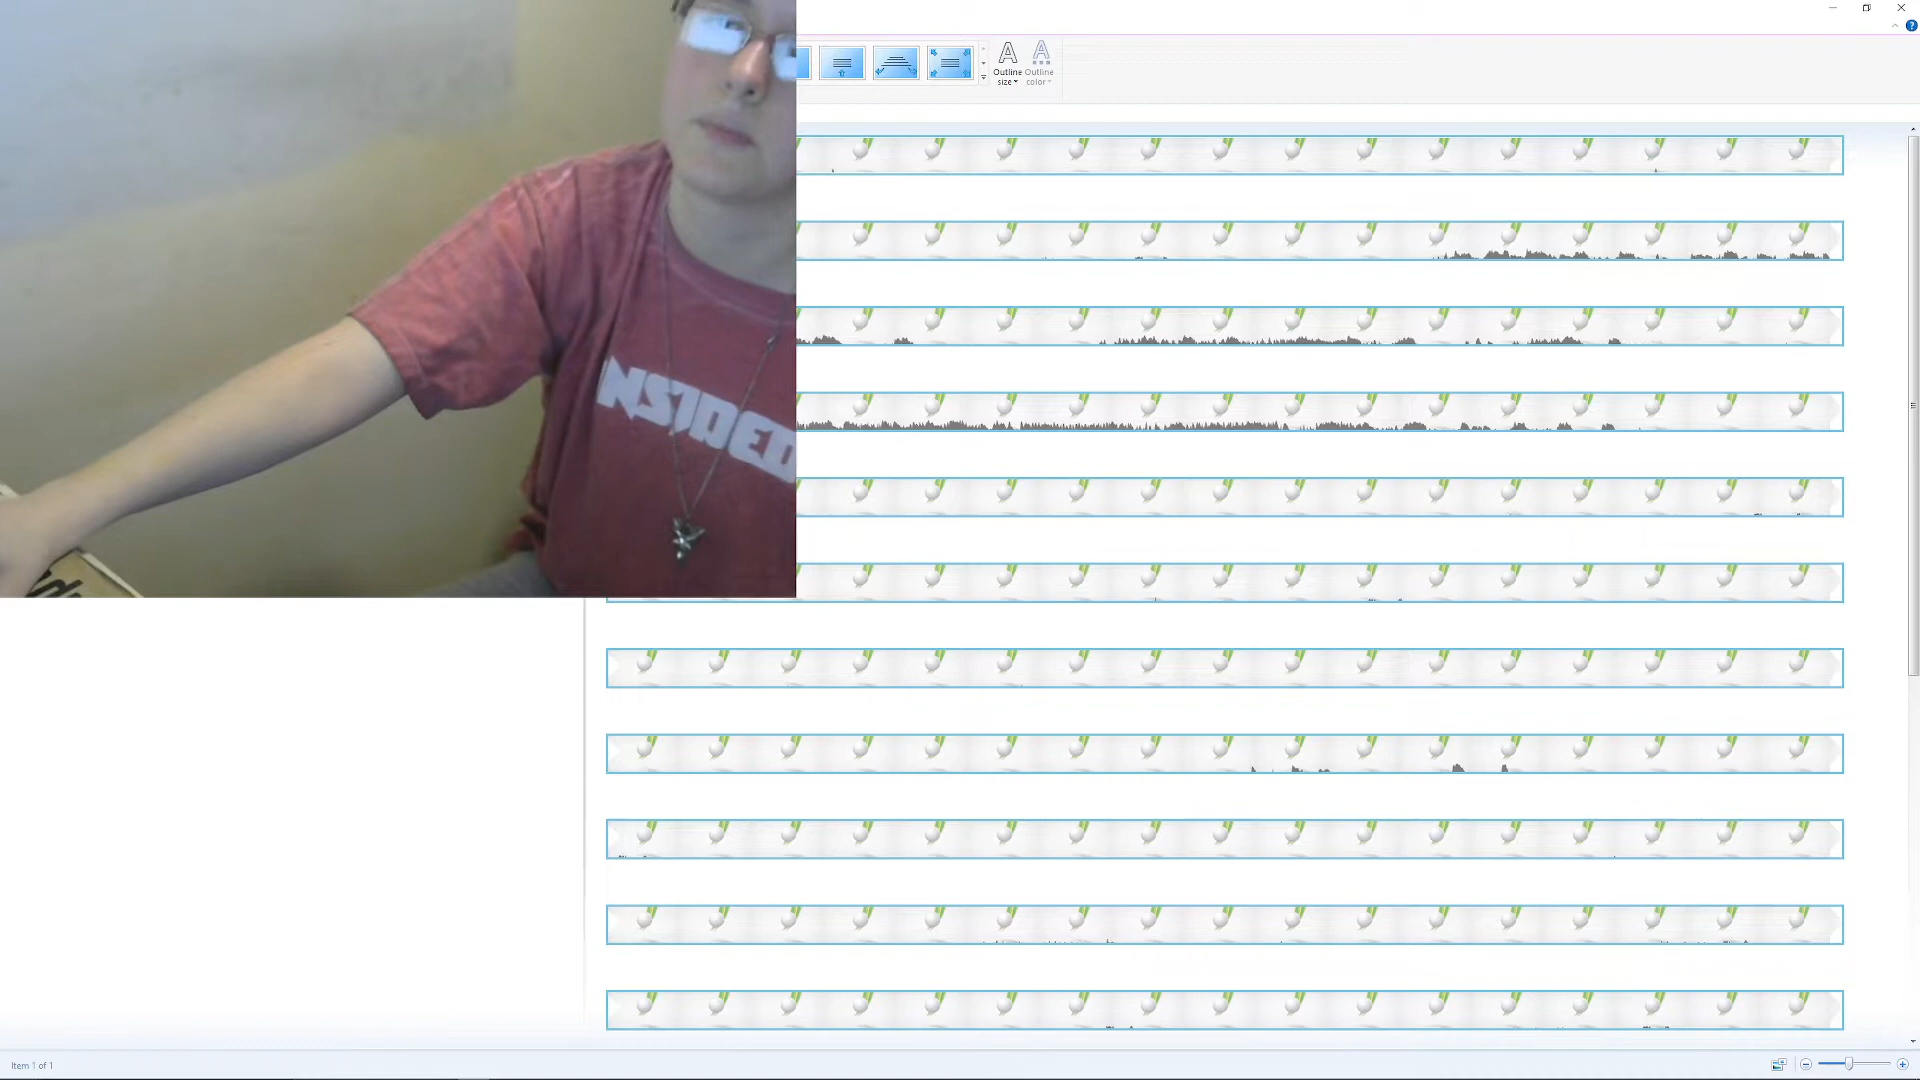 Outline
size
Outline
color
NSIDED
Item 1 of 1